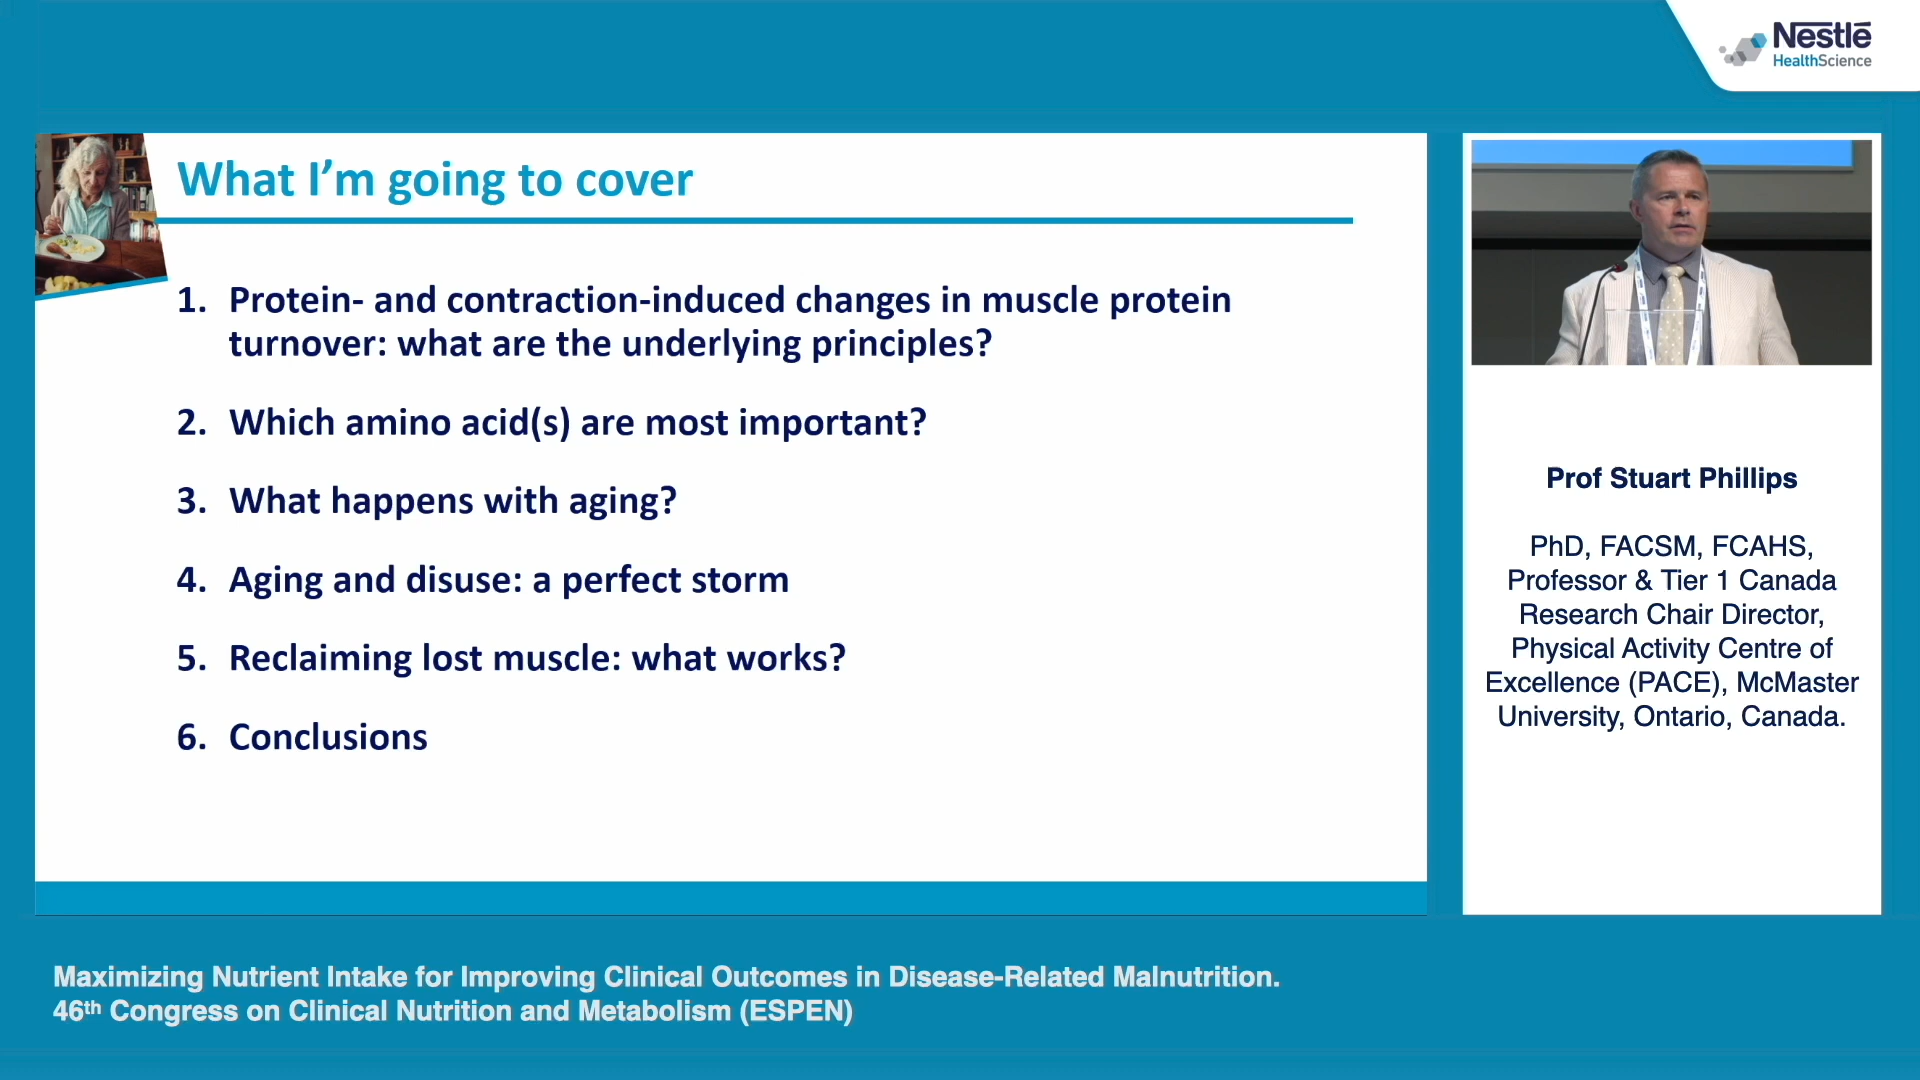 Nestlé
HealthScience
What I’m going to cover
1. Protein- and contraction-induced changes in muscle protein
turnover: what are the underlying principles?
2. Which amino acid(s) are most important?
3. What happens with aging?
4. Aging and disuse: a perfect storm
5. Reclaiming lost muscle: what works?
6. Conclusions
Prof Stuart Phillips
PhD, FACSM, FCAHS,
Professor & Tier 1 Canada
Research Chair Director,
Physical Activity Centre of
Excellence (PACE), McMaster
University, Ontario, Canada.
Maximizing Nutrient Intake for Improving Clinical Outcomes in Disease-Related Malnutrition.
46th Congress on Clinical Nutrition and Metabolism (ESPEN)